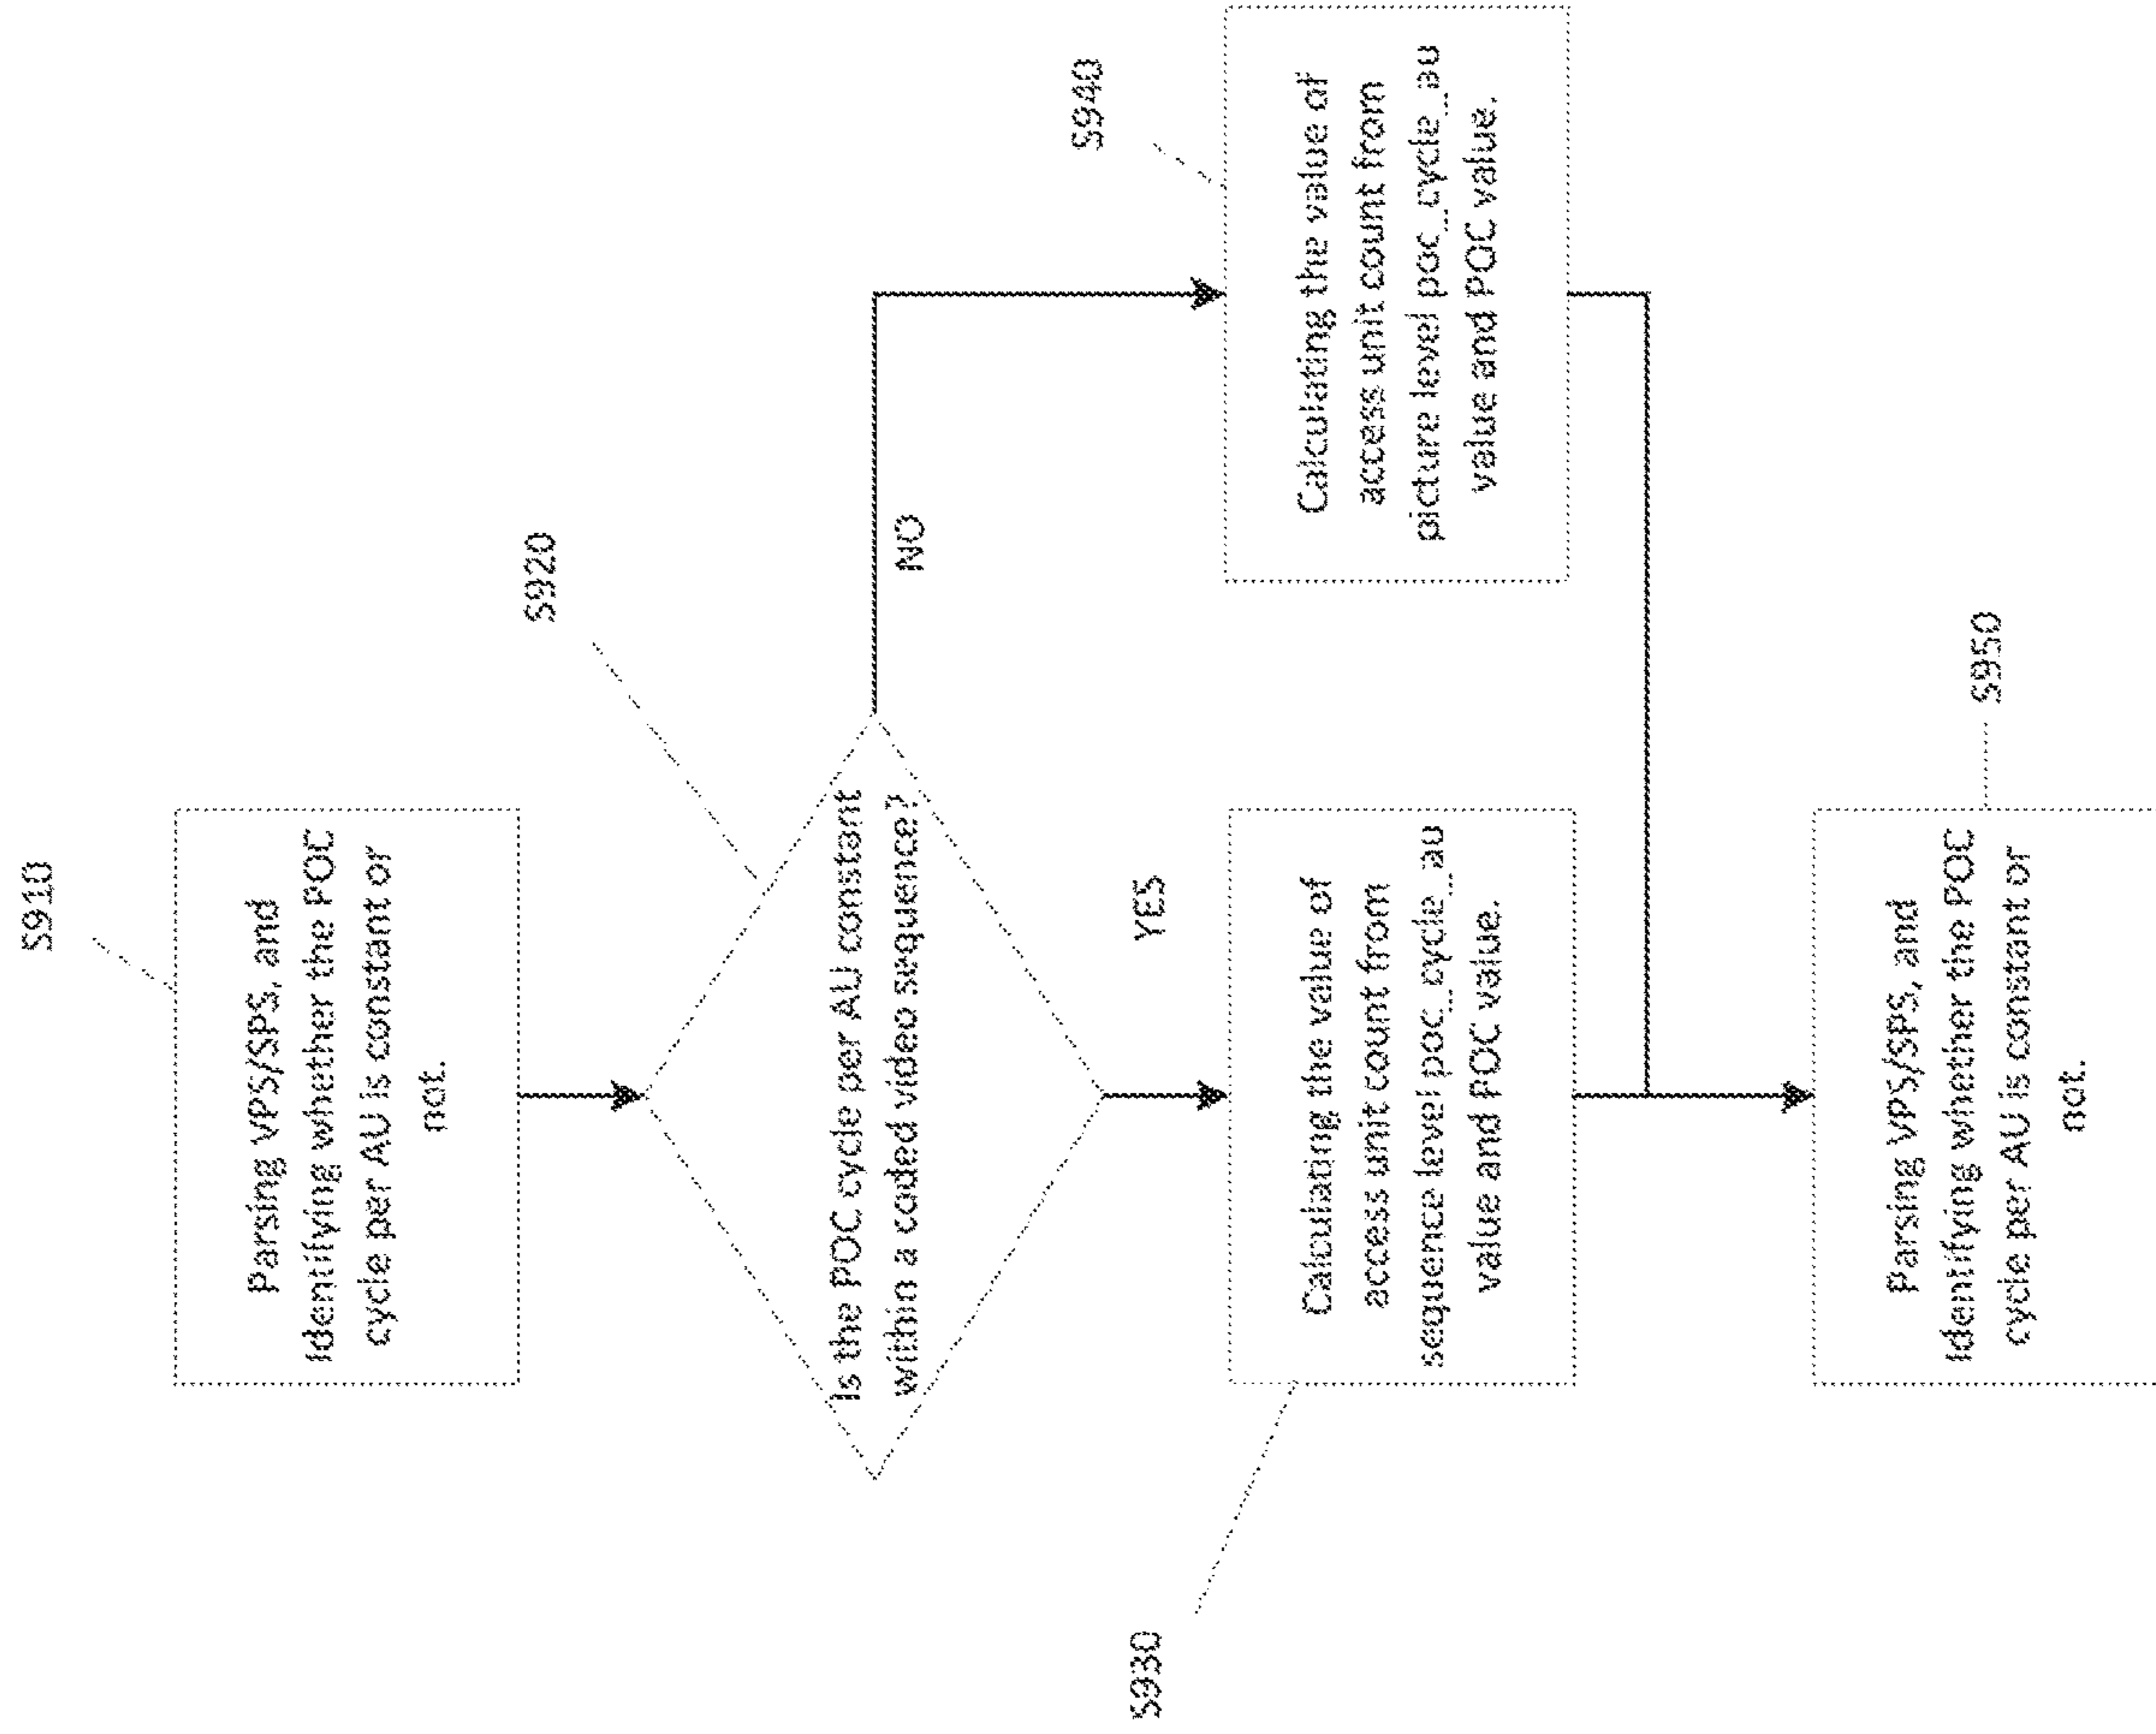 S910
Parsing VPS/SPS, and
Identifying whether the POC
cycle per AU is constant or
not.
S920
Is the POC cycle per AU constant
within a coded video sequence?
NO
YES
S930
Calculating the value of
access unit count from
sequence level poc_cycle_au
value and POC value.
S940
Calculating the value of
access unit count from
picture level poc_cycle_au
value and POC value.
S950
Parsing VPS/SPS, and
Identifying whether the POC
cycle per AU is constant or
not.